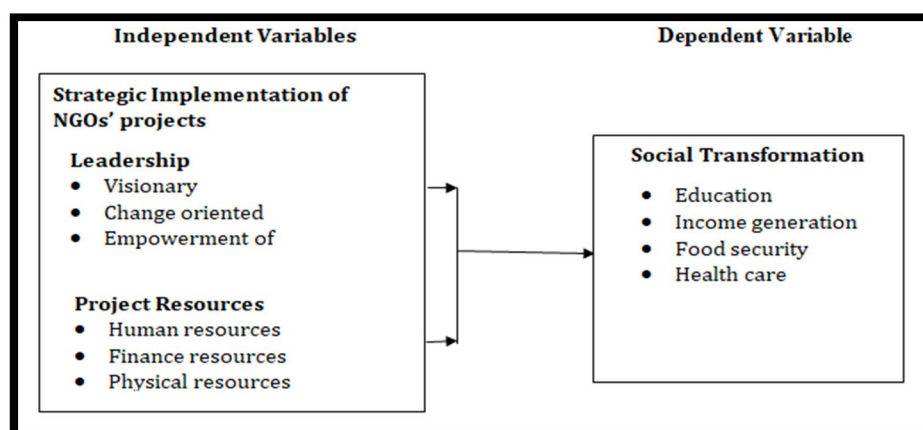 Independent Variables
Dependent Variable
Strategic Implementation of
NGOs' projects
Leadership
• Visionary
• Change oriented
• Empowerment of
Project Resources
• Human resources
• Finance resources
• Physical resources
Social Transformation
• Education
• Income generation
• Food security
• Health care